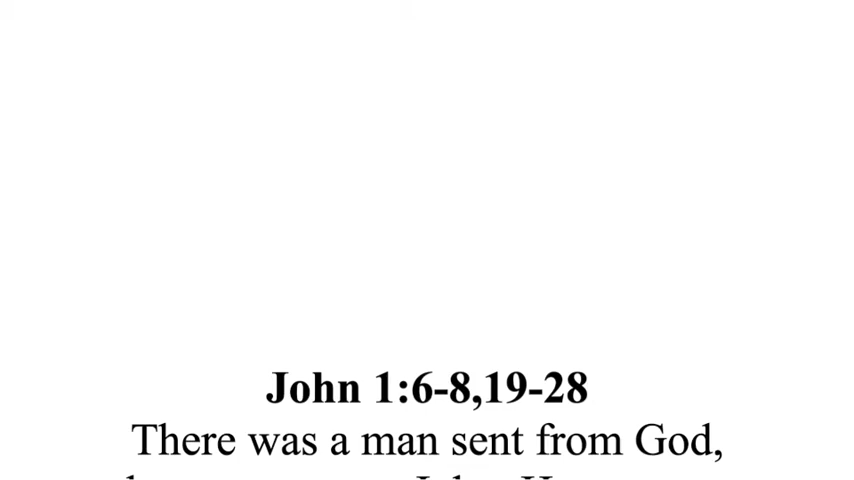 John 1:6-8,19-28
There was a man sent from God,